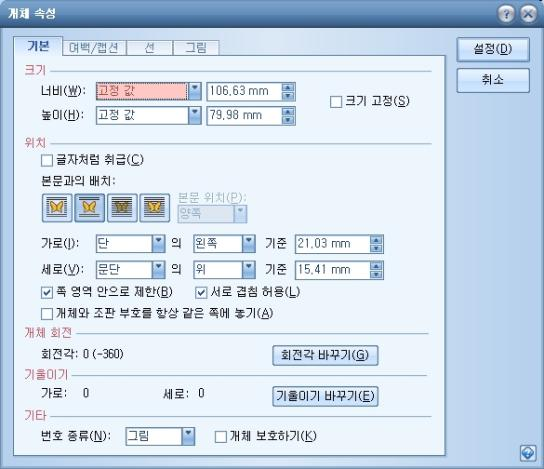 개체 속성
기본 여백/캡션 선 그림
설정(D)
취소
크기
너비(W): 고정 값 106,63 mm
크기 고정(S)
높이(H): 고정 값 79,98 mm
위치
글자처럼 취급(C)
본문과의 배치:
본문 위치(P):
양쪽
가로(J): 단 의 왼쪽 기준 21,03 mm
세로(V): 문단 의 위 기준 15,41 mm
쪽 영역 안으로 제한(B) 서로 겹침 허용(L)
개체와 조판 부호를 항상 같은 쪽에 놓기(A)
개체 회전
회전각: 0 (-360) 회전각 바꾸기(G)
기울이기
가로: 0 세로: 0 기울이기 바꾸기(E)
기타
번호 종류(N): 그림 개체 보호하기(K)